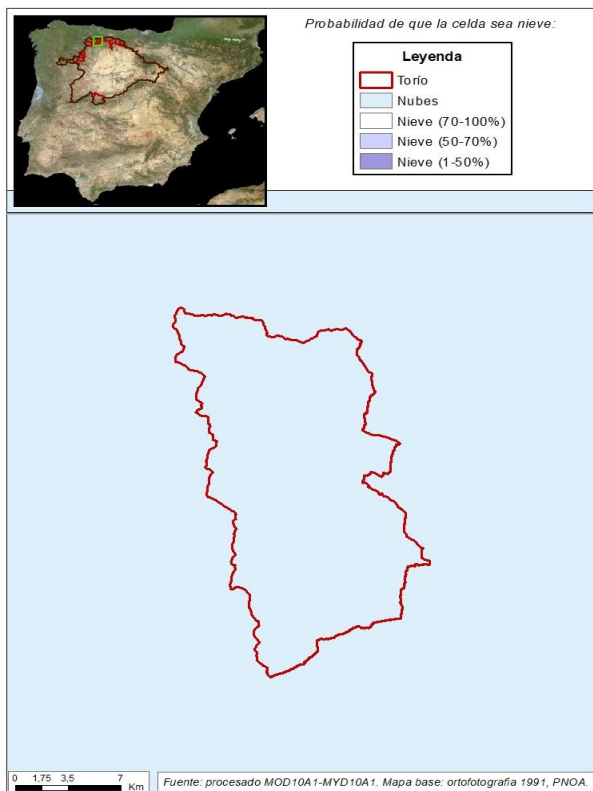 Probabilidad de que la celda sea nieve:
Leyenda
Torío
Nubes
Nieve (70-100%)
Nieve (50-70%)
Nieve (1-50%)
0 1,75 3,5 7
Km
Fuente: procesado MOD10A1-MYD10A1. Mapa base: ortofotografía 1991, PNOA.